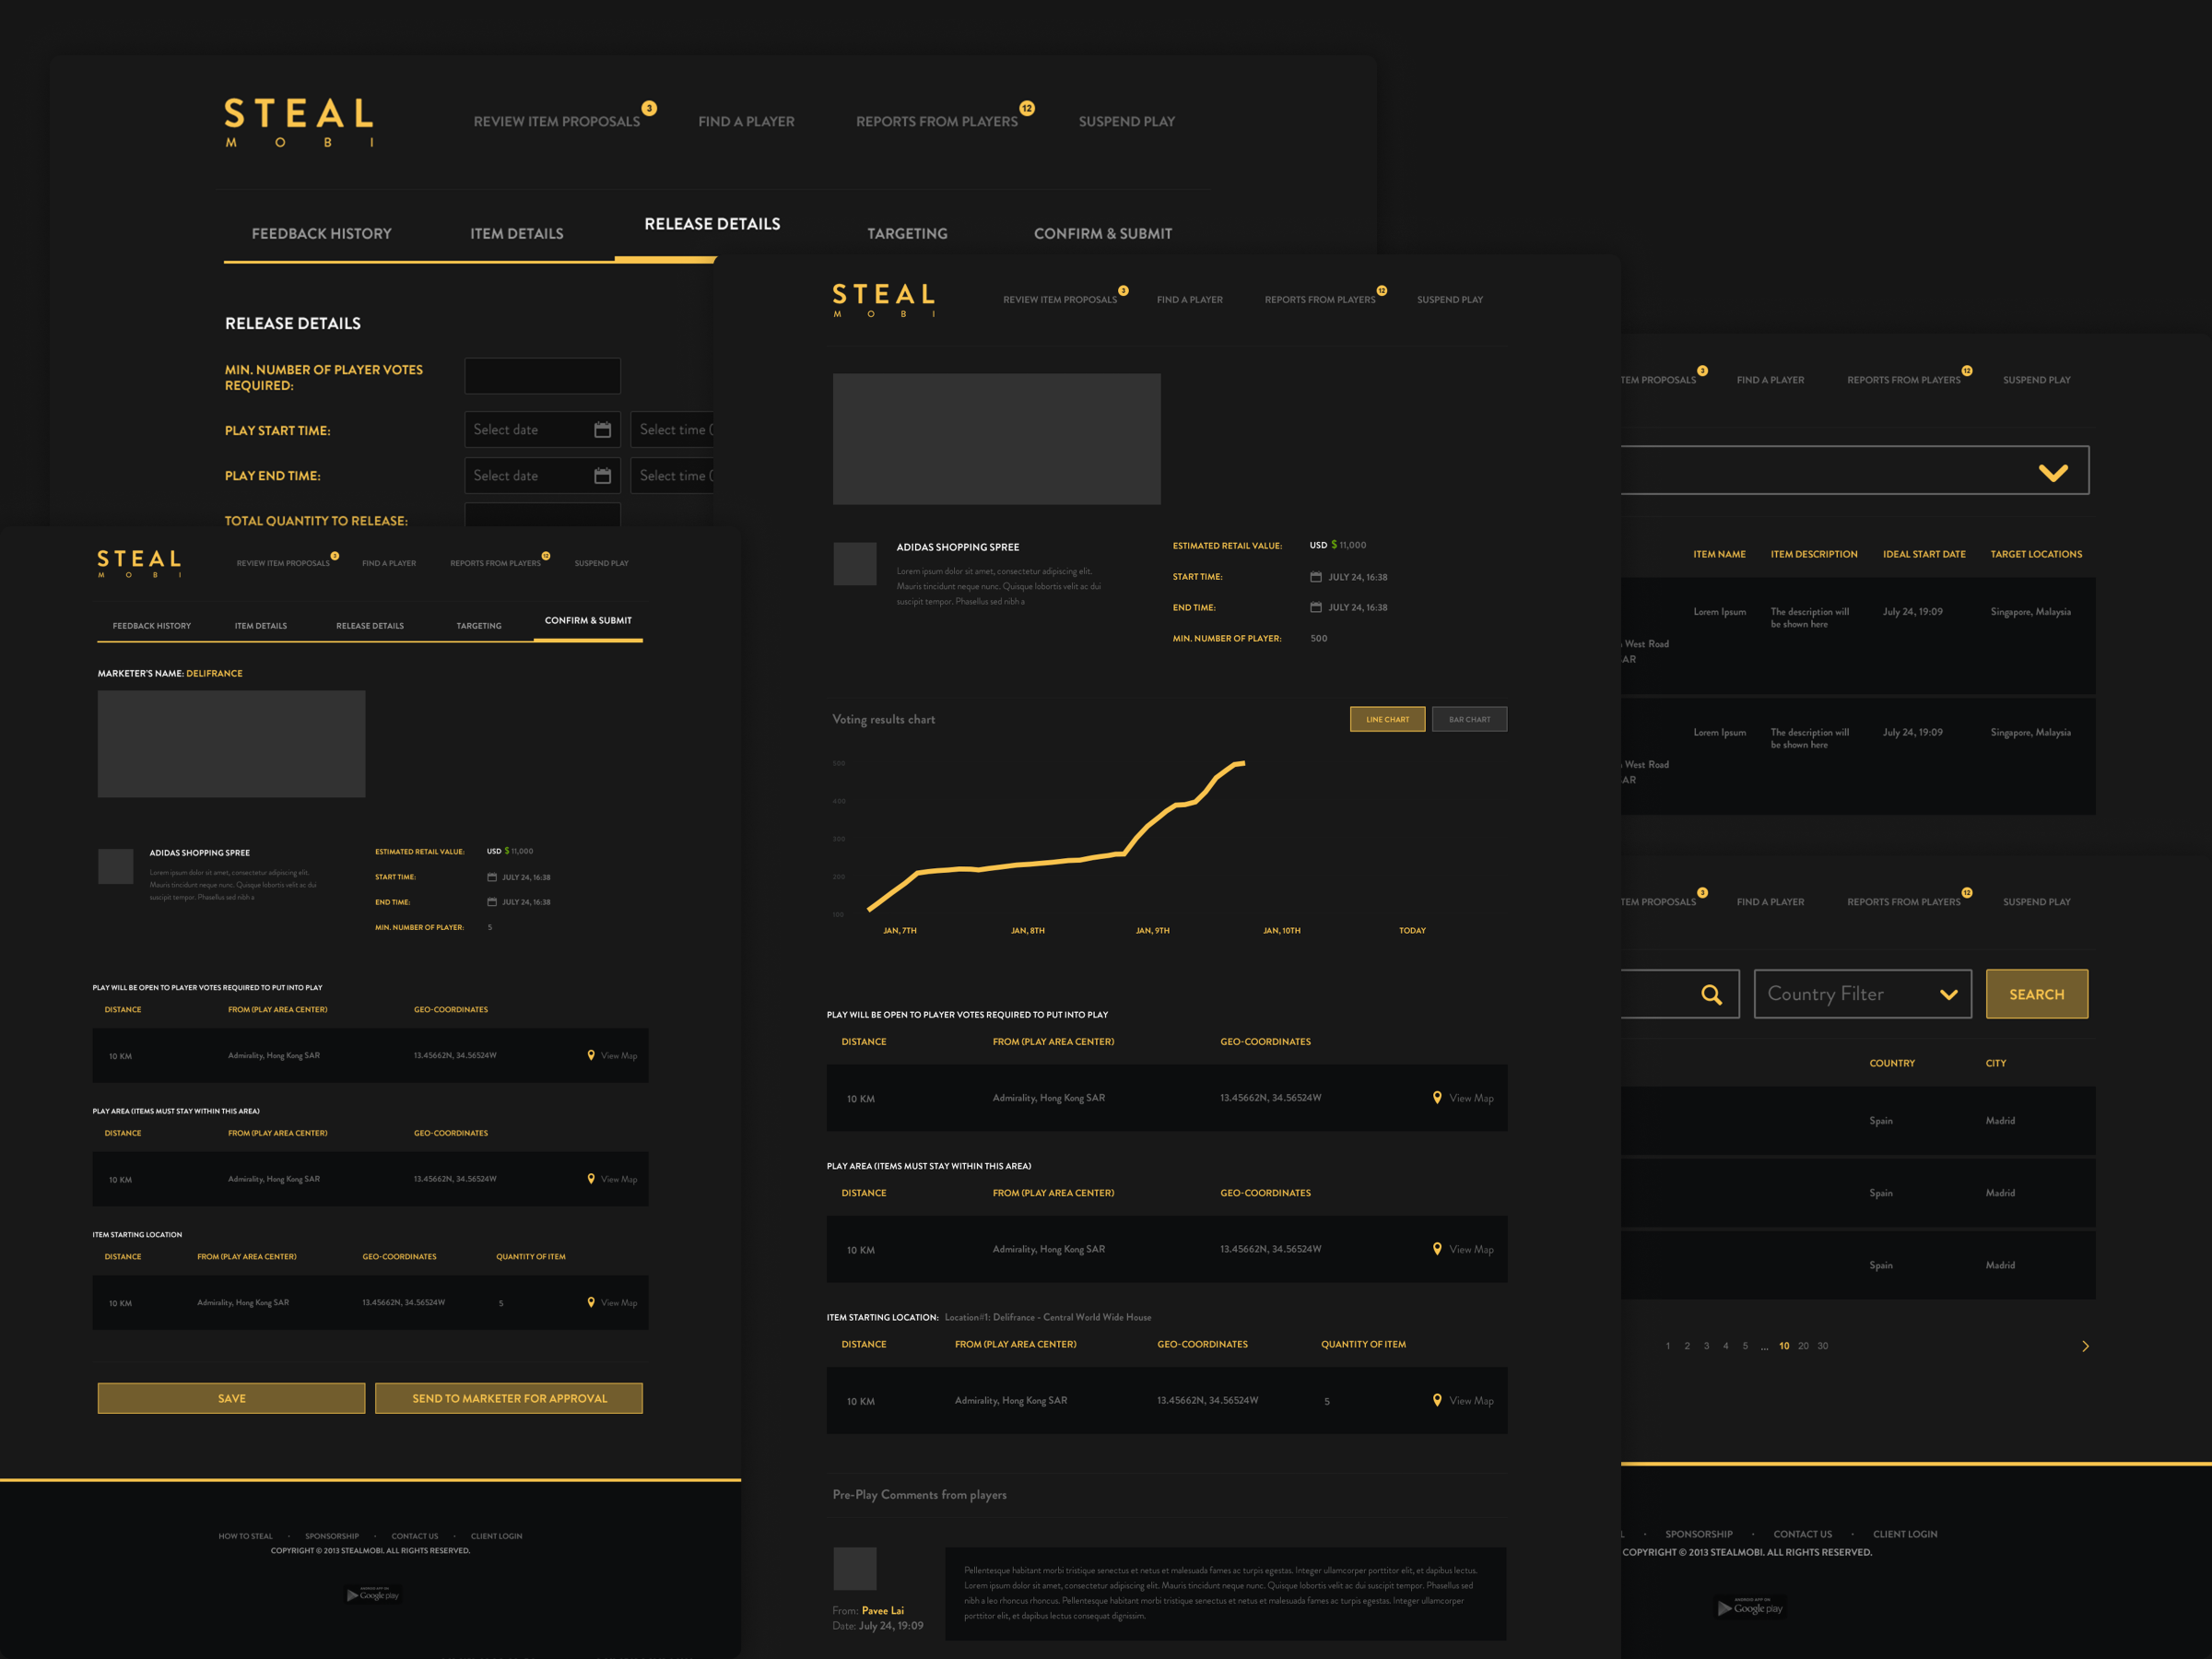 STEAL
MOBI
REVIEW ITEM PROPOSALS 3 FIND A PLAYER REPORTS FROM PLAYERS 12 SUSPEND PLAY
FEEDBACK HISTORY ITEM DETAILS RELEASE DETAILS TARGETING CONFIRM & SUBMIT
RELEASE DETAILS
MIN. NUMBER OF PLAYER VOTES
REQUIRED:
PLAY START TIME: Select date Select time (
PLAY END TIME: Select date Select time (
TOTAL QUANTITY TO RELEASE:
STEAL
MOBI
REVIEW ITEM PROPOSALS 3 FIND A PLAYER REPORTS FROM PLAYERS 12 SUSPEND PLAY
FEEDBACK HISTORY ITEM DETAILS RELEASE DETAILS TARGETING CONFIRM & SUBMIT
MARKETER'S NAME: DELIFRANCE
ADIDAS SHOPPING SPREE
Lorem ipsum dolor sit amet, consectetur adipiscing elit.
Mauris tincidunt neque nunc. Quisque lobortis velit ac dui
suscipit tempor. Phasellus sed nibh a
ESTIMATED RETAIL VALUE: USD $ 11,000
START TIME: JULY 24, 16:38
END TIME: JULY 24, 16:38
MIN. NUMBER OF PLAYER: 5
PLAY WILL BE OPEN TO PLAYER VOTES REQUIRED TO PUT INTO PLAY
DISTANCE FROM (PLAY AREA CENTER) GEO-COORDINATES
10 KM Admirality, Hong Kong SAR 13.45662N, 34.56524W View Map
PLAY AREA (ITEMS MUST STAY WITHIN THIS AREA)
DISTANCE FROM (PLAY AREA CENTER) GEO-COORDINATES
10 KM Admirality, Hong Kong SAR 13.45662N, 34.56524W View Map
ITEM STARTING LOCATION
DISTANCE FROM (PLAY AREA CENTER) GEO-COORDINATES QUANTITY OF ITEM
10 KM Admirality, Hong Kong SAR 13.45662N, 34.56524W 5 View Map
SAVE SEND TO MARKETER FOR APPROVAL
HOW TO STEAL · SPONSORSHIP · CONTACT US · CLIENT LOGIN
COPYRIGHT © 2013 STEALMOBI. ALL RIGHTS RESERVED.
ANDROID APP ON
Google play
STEAL
MOBI
REVIEW ITEM PROPOSALS 3 FIND A PLAYER REPORTS FROM PLAYERS 12 SUSPEND PLAY
ADIDAS SHOPPING SPREE
Lorem ipsum dolor sit amet, consectetur adipiscing elit.
Mauris tincidunt neque nunc. Quisque lobortis velit ac dui
suscipit tempor. Phasellus sed nibh a
ESTIMATED RETAIL VALUE: USD $ 11,000
START TIME: JULY 24, 16:38
END TIME: JULY 24, 16:38
MIN. NUMBER OF PLAYER: 500
Voting results chart LINE CHART BAR CHART
500
400
300
200
100
JAN, 7TH JAN, 8TH JAN, 9TH JAN, 10TH TODAY
PLAY WILL BE OPEN TO PLAYER VOTES REQUIRED TO PUT INTO PLAY
DISTANCE FROM (PLAY AREA CENTER) GEO-COORDINATES
10 KM Admirality, Hong Kong SAR 13.45662N, 34.56524W View Map
PLAY AREA (ITEMS MUST STAY WITHIN THIS AREA)
DISTANCE FROM (PLAY AREA CENTER) GEO-COORDINATES
10 KM Admirality, Hong Kong SAR 13.45662N, 34.56524W View Map
ITEM STARTING LOCATION: Location#1: Delifrance - Central World Wide House
DISTANCE FROM (PLAY AREA CENTER) GEO-COORDINATES QUANTITY OF ITEM
10 KM Admirality, Hong Kong SAR 13.45662N, 34.56524W 5 View Map
Pre-Play Comments from players
From: Pavee Lai
Date: July 24, 19:09
Pellentesque habitant morbi tristique senectus et netus et malesuada fames ac turpis egestas. Integer ullamcorper porttitor elit, et dapibus lectus.
Lorem ipsum dolor sit amet, consectetur adipiscing elit. Mauris tincidunt neque nunc. Quisque lobortis velit ac dui suscipit tempor. Phasellus sed
nibh a leo rhoncus rhoncus. Pellentesque habitant morbi tristique senectus et netus et malesuada fames ac turpis egestas. Integer ullamcorper
porttitor elit, et dapibus lectus consequat dignissim.
TEM PROPOSALS 3 FIND A PLAYER REPORTS FROM PLAYERS 12 SUSPEND PLAY
ITEM NAME ITEM DESCRIPTION IDEAL START DATE TARGET LOCATIONS
Lorem Ipsum The description will July 24, 19:09 Singapore, Malaysia
be shown here
West Road
AR
Lorem Ipsum The description will July 24, 19:09 Singapore, Malaysia
be shown here
West Road
AR
TEM PROPOSALS 3 FIND A PLAYER REPORTS FROM PLAYERS 12 SUSPEND PLAY
Country Filter SEARCH
COUNTRY CITY
Spain Madrid
Spain Madrid
Spain Madrid
1 2 3 4 5 ... 10 20 30
L · SPONSORSHIP · CONTACT US · CLIENT LOGIN
COPYRIGHT © 2013 STEALMOBI. ALL RIGHTS RESERVED.
ANDROID APP ON
Google play